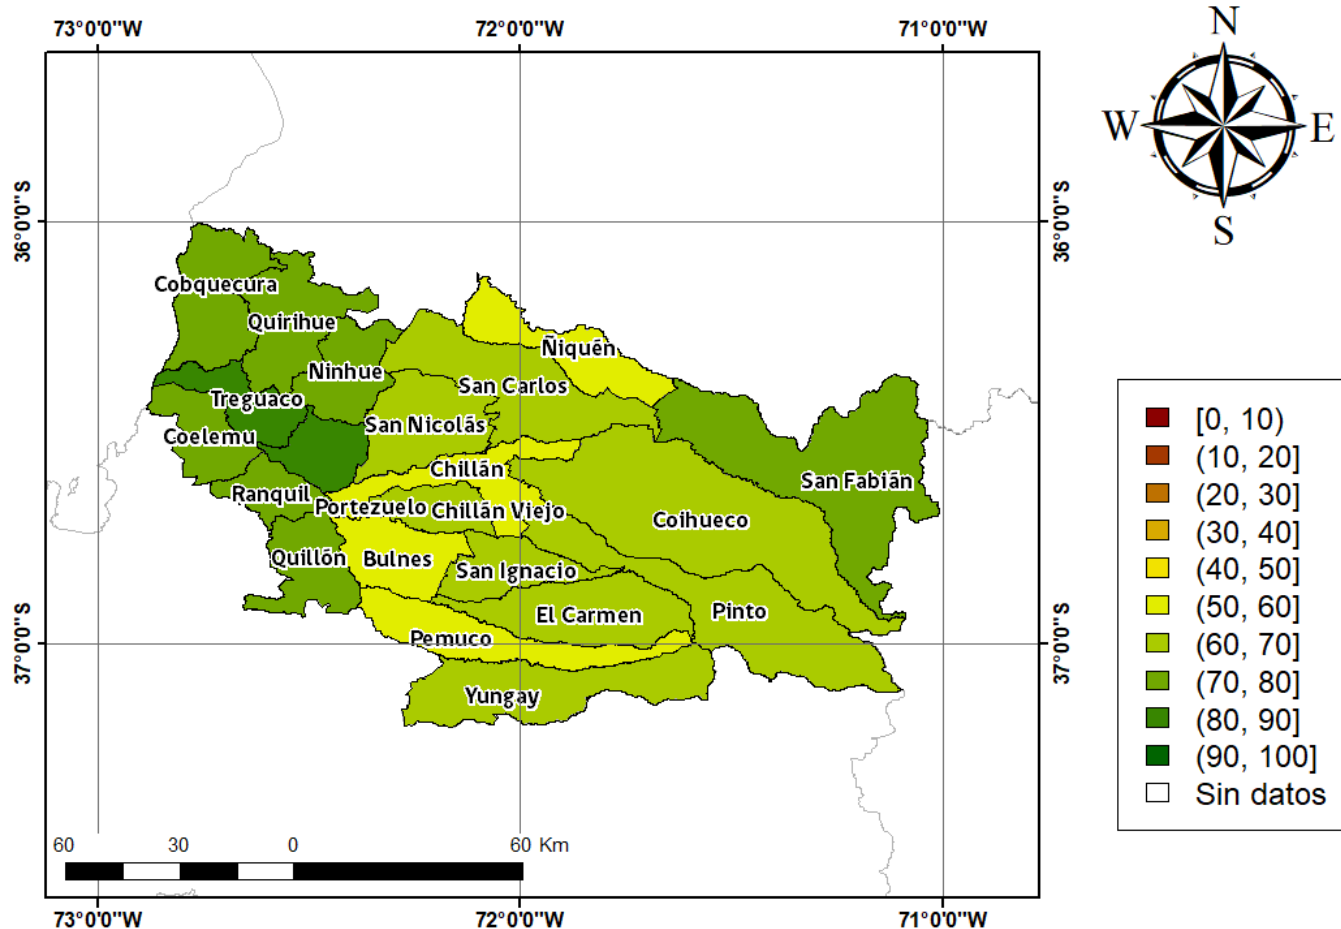 73°0'0"W 72°0'0"W 71°0'0"W
N
W E
S
36°0'0"S 36°0'0"S
Cobquecura
Quirihue
Ñiquén
Ninhue
San Carlos
Treguaco
San Nicolás
Coelemu
Chillán
San Fabián
Ranquil
Portezuelo
Chillán Viejo
Coihueco
Quillón
Bulnes
San Ignacio
El Carmen
Pinto
Pemuco
37°0'0"S 37°0'0"S
Yungay
[0, 10)
(10, 20]
(20, 30]
(30, 40]
(40, 50]
(50, 60]
(60, 70]
(70, 80]
(80, 90]
(90, 100]
Sin datos
60 30 0 60 Km
73°0'0"W 72°0'0"W 71°0'0"W